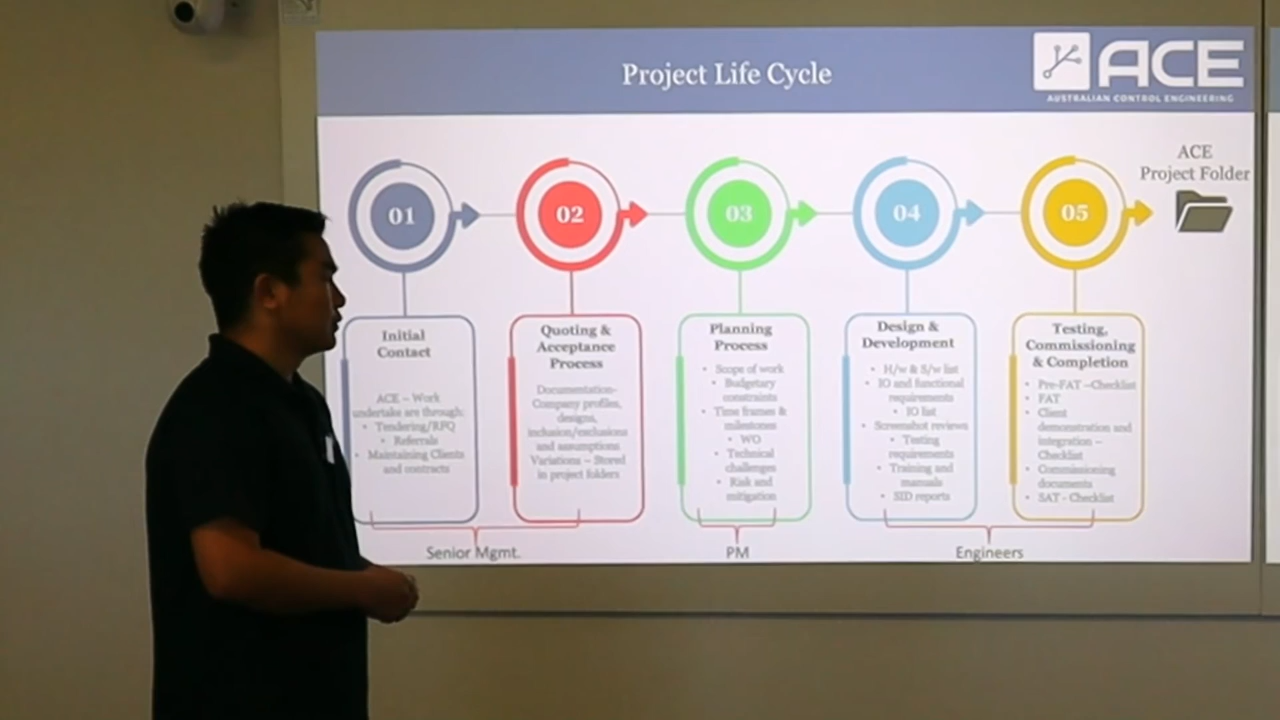 Project Life Cycle
ACE
AUSTRALIAN CONTROL ENGINEERING
ACE
Project Folder
01
02
03
04
05
Initial
Contact
ACE – Work
undertake are through:
• Tendering/RFQ
• Referrals
• Maintaining Clients
and contracts
Quoting &
Acceptance
Process
Documentation–
Company profiles,
designs,
inclusion/exclusions
and assumptions
Variations – Stored
in project folders
Planning
Process
• Scope of work
• Budgetary
constraints
• Time frames &
milestones
• WO
• Technical
challenges
• Risk and
mitigation
Design &
Development
• H/w & S/w list
• IO and functional
requirements
• IO list
• Screenshot reviews
• Testing
requirements
• Training and
manuals
• SID reports
Testing,
Commissioning
& Completion
• Pre-FAT –Checklist
• FAT
• Client
demonstration and
integration –
Checklist
• Commissioning
documents
• SAT - Checklist
Senior Mgmt.
PM
Engineers